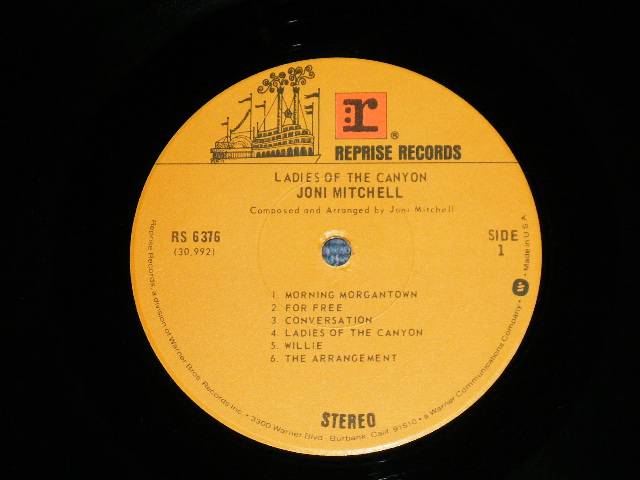 r
®
REPRISE RECORDS
LADIES OF THE CANYON
JONI MITCHELL
Composed and Arranged by Joni Mitchell
RS 6376
(30,992)
SIDE
1
1. MORNING MORGANTOWN
2. FOR FREE
3. CONVERSATION
4. LADIES OF THE CANYON
5. WILLIE
6. THE ARRANGEMENT
STEREO
Reprise Records, a division of Warner Bros. Records Inc. • 3300 Warner Blvd., Burbank, Calif. 91510 • a Warner Communications Company • W • Made in U.S.A.